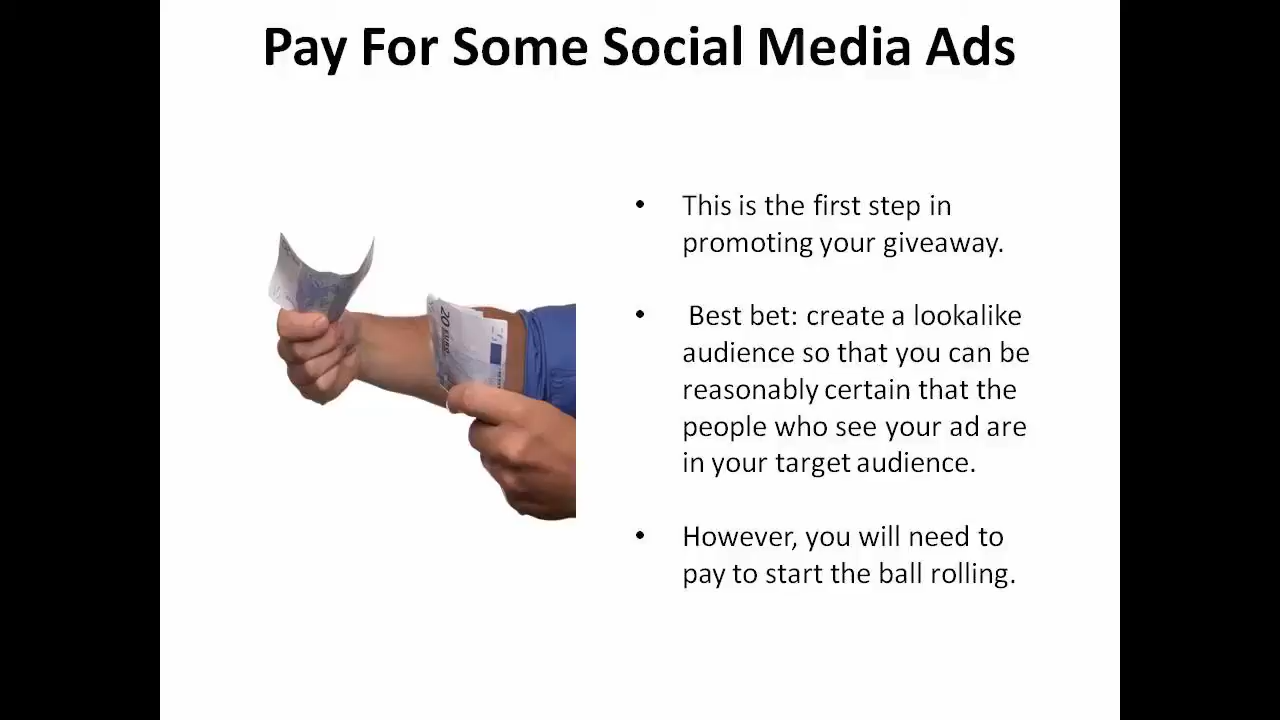 Pay For Some Social Media Ads
• This is the first step in
promoting your giveaway.
• Best bet: create a lookalike
audience so that you can be
reasonably certain that the
people who see your ad are
in your target audience.
• However, you will need to
pay to start the ball rolling.
20 EURO